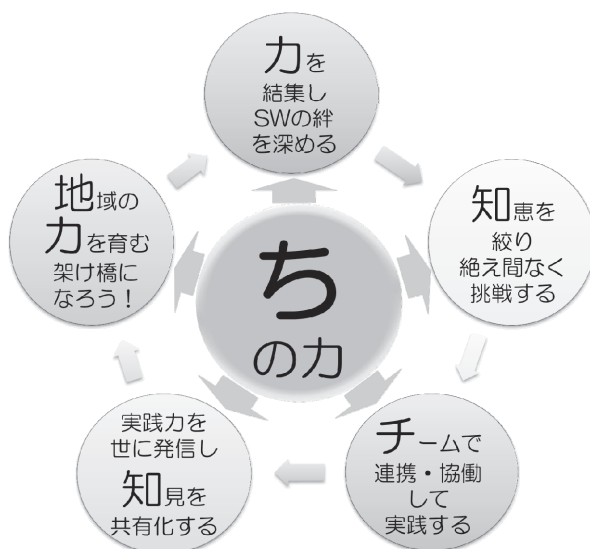 力を
結集し
SWの絆
を深める
知恵を
絞り
絶え間なく
挑戦する
チームで
連携・協働
して
実践する
実践力を
世に発信し
知見を
共有化する
地域の
力を育む
架け橋に
なろう！
ち
の力